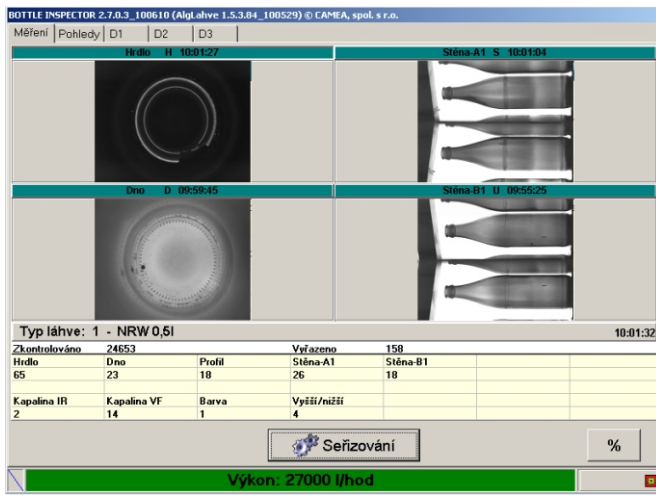 BOTTLE INSPECTOR 2.7.0.3_100610 (AlgLahve 1.5.3.84_100529) © CAMEA, spol. s r.o.
Měření Pohledy D1 D2 D3
Hrdlo H 10:01:27
Stěna-A1 S 10:01:04
Dno D 09:59:45
Stěna-B1 U 09:55:25
Typ láhve: 1 - NRW 0,5l 10:01:32
Zkontrolováno 24653 Vyřazeno 158
Hrdlo Dno Profil Stěna-A1 Stěna-B1
65 23 18 26 18
Kapalina IR Kapalina VF Barva Vyšší/nižší
2 14 1 4
Seřizování %
Výkon: 27000 l/hod